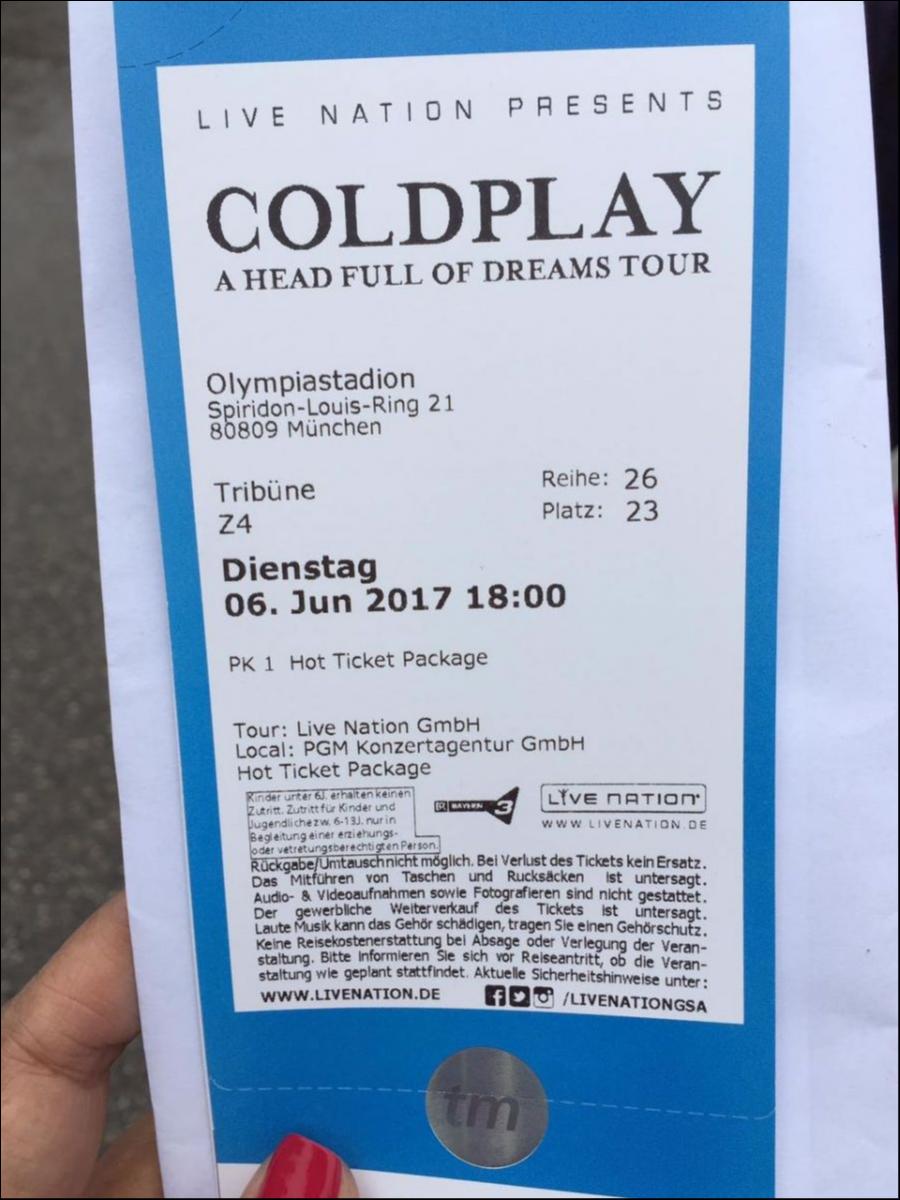 LIVE NATION PRESENTS
COLDPLAY
A HEAD FULL OF DREAMS TOUR
Olympiastadion
Spiridon-Louis-Ring 21
80809 München
Tribüne
Reihe: 26
Z4
Platz: 23
Dienstag
06. Jun 2017 18:00
PK 1 Hot Ticket Package
Tour: Live Nation GmbH
Local: PGM Konzertagentur GmbH
Hot Ticket Package
Kinder unter 6J. erhalten keinen
Zutritt. Zutritt für Kinder und
Jugendliche zw. 6-13J. nur in
Begleitung einer erziehungs-
oder vetretungsberechtigten Person.
BAYERN 3
LIVE NATION
WWW.LIVENATION.DE
Rückgabe/Umtausch nicht möglich. Bei Verlust des Tickets kein Ersatz.
Das Mitführen von Taschen und Rucksäcken ist untersagt.
Audio- & Videoaufnahmen sowie Fotografieren sind nicht gestattet.
Der gewerbliche Weiterverkauf des Tickets ist untersagt.
Laute Musik kann das Gehör schädigen, tragen Sie einen Gehörschutz.
Keine Reisekostenerstattung bei Absage oder Verlegung der Veran-
staltung. Bitte informieren Sie sich vor Reiseantritt, ob die Veran-
staltung wie geplant stattfindet. Aktuelle Sicherheitshinweise unter:
WWW.LIVENATION.DE
/LIVENATIONGSA
tm